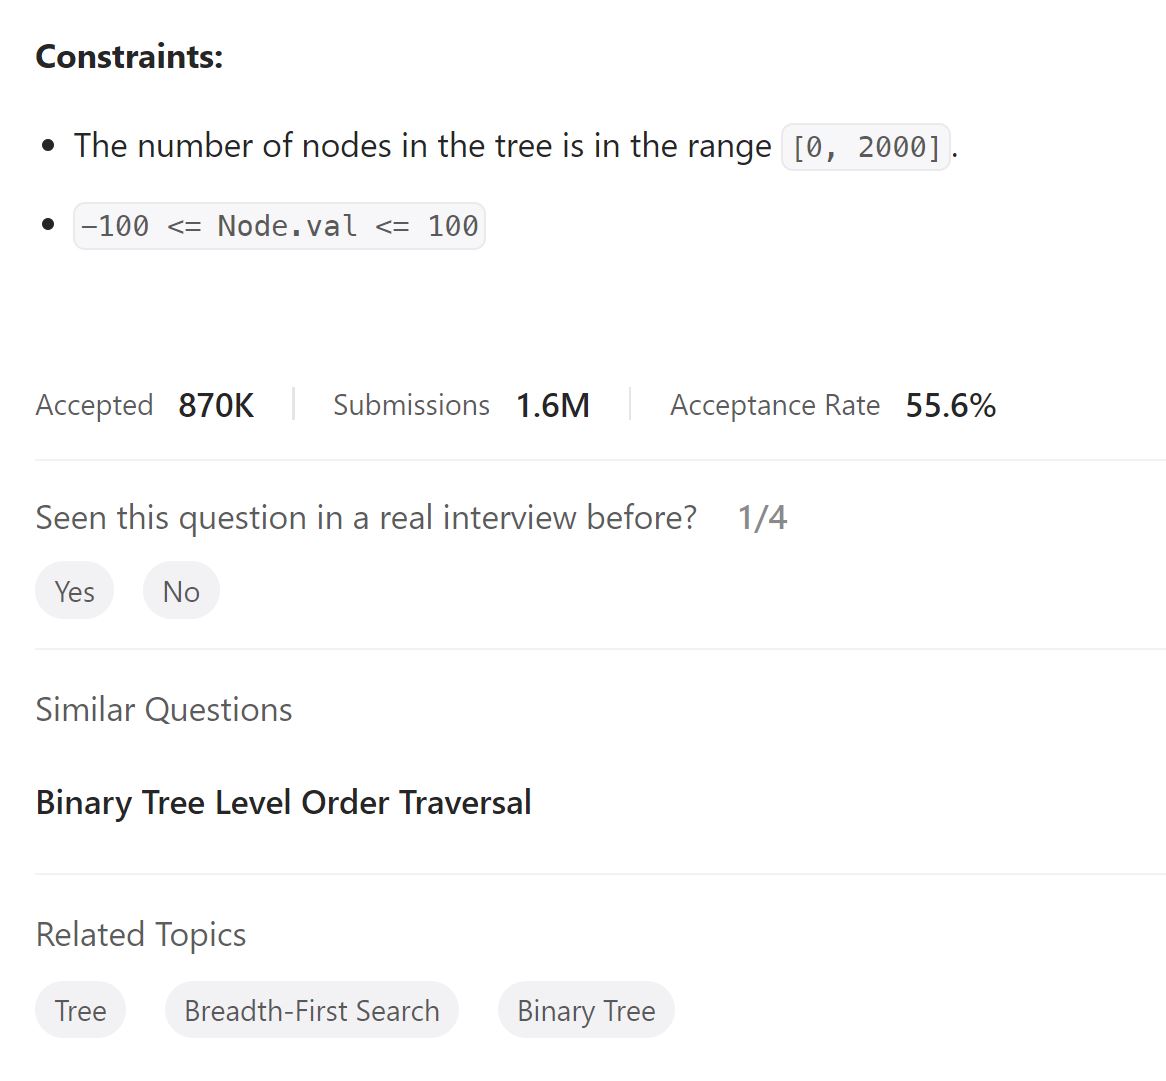 Constraints:
• The number of nodes in the tree is in the range [0, 2000].
• −100 <= Node.val <= 100
Accepted 870K | Submissions 1.6M | Acceptance Rate 55.6%
Seen this question in a real interview before? 1/4
Yes No
Similar Questions
Binary Tree Level Order Traversal
Related Topics
Tree Breadth-First Search Binary Tree